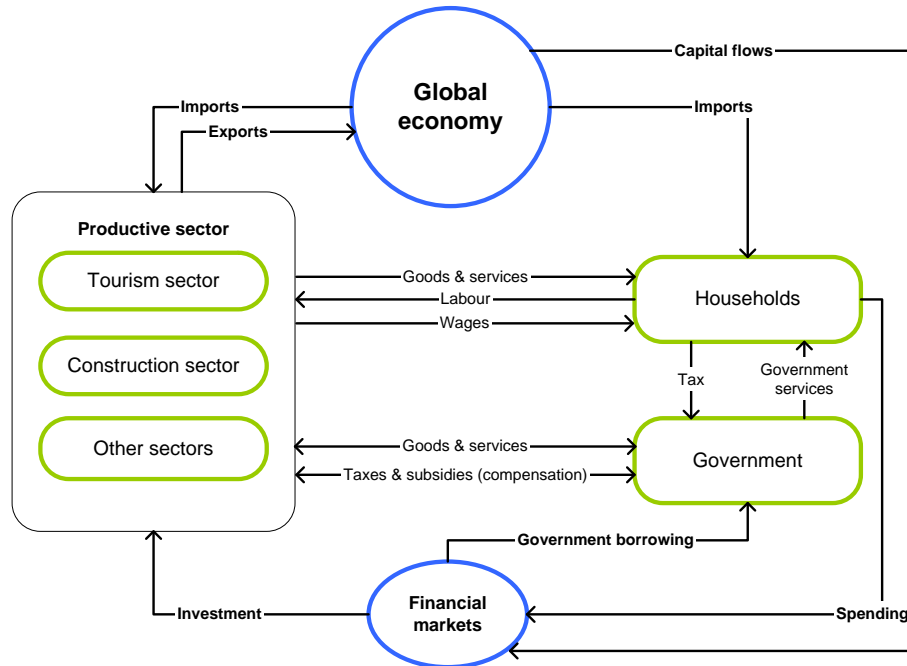 Capital flows
Global
economy
Imports
Imports
Exports
Productive sector
Tourism sector
Goods & services
Households
Labour
Wages
Construction sector
Tax
Government
services
Other sectors
Goods & services
Government
Taxes & subsidies (compensation)
Government borrowing
Financial
markets
Investment
Spending